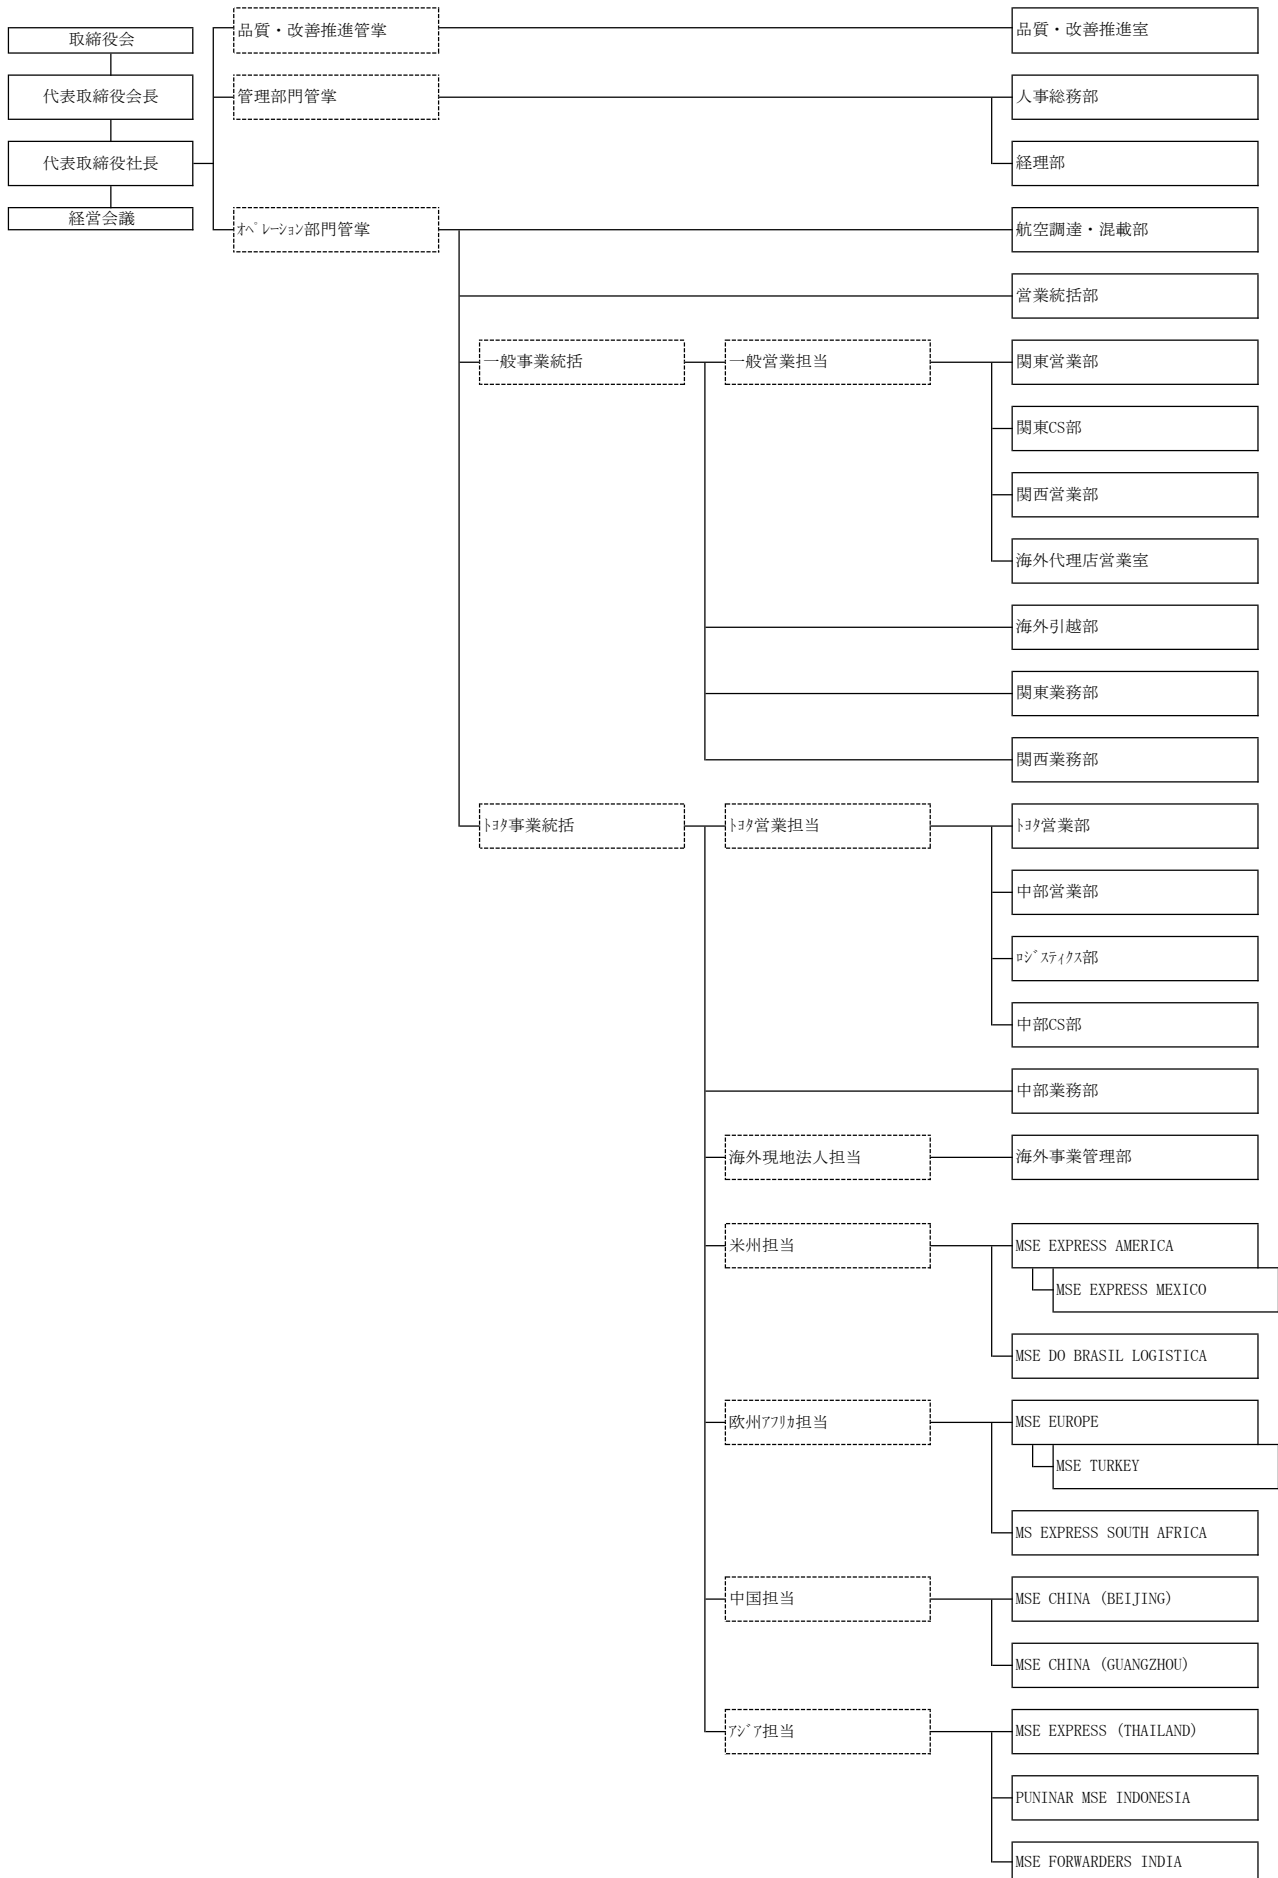 取締役会
代表取締役会長
代表取締役社長
経営会議
品質・改善推進管掌
品質・改善推進室
管理部門管掌
人事総務部
経理部
ｵﾍﾟﾚｰｼｮﾝ部門管掌
航空調達・混載部
営業統括部
一般事業統括
一般営業担当
関東営業部
関東CS部
関西営業部
海外代理店営業室
海外引越部
関東業務部
関西業務部
ﾄﾖﾀ事業統括
ﾄﾖﾀ営業担当
ﾄﾖﾀ営業部
中部営業部
ﾛｼﾞｽﾃｨｸｽ部
中部CS部
中部業務部
海外現地法人担当
海外事業管理部
米州担当
MSE EXPRESS AMERICA
MSE EXPRESS MEXICO
MSE DO BRASIL LOGISTICA
欧州ｱﾌﾘｶ担当
MSE EUROPE
MSE TURKEY
MS EXPRESS SOUTH AFRICA
中国担当
MSE CHINA (BEIJING)
MSE CHINA (GUANGZHOU)
ｱｼﾞｱ担当
MSE EXPRESS (THAILAND)
PUNINAR MSE INDONESIA
MSE FORWARDERS INDIA